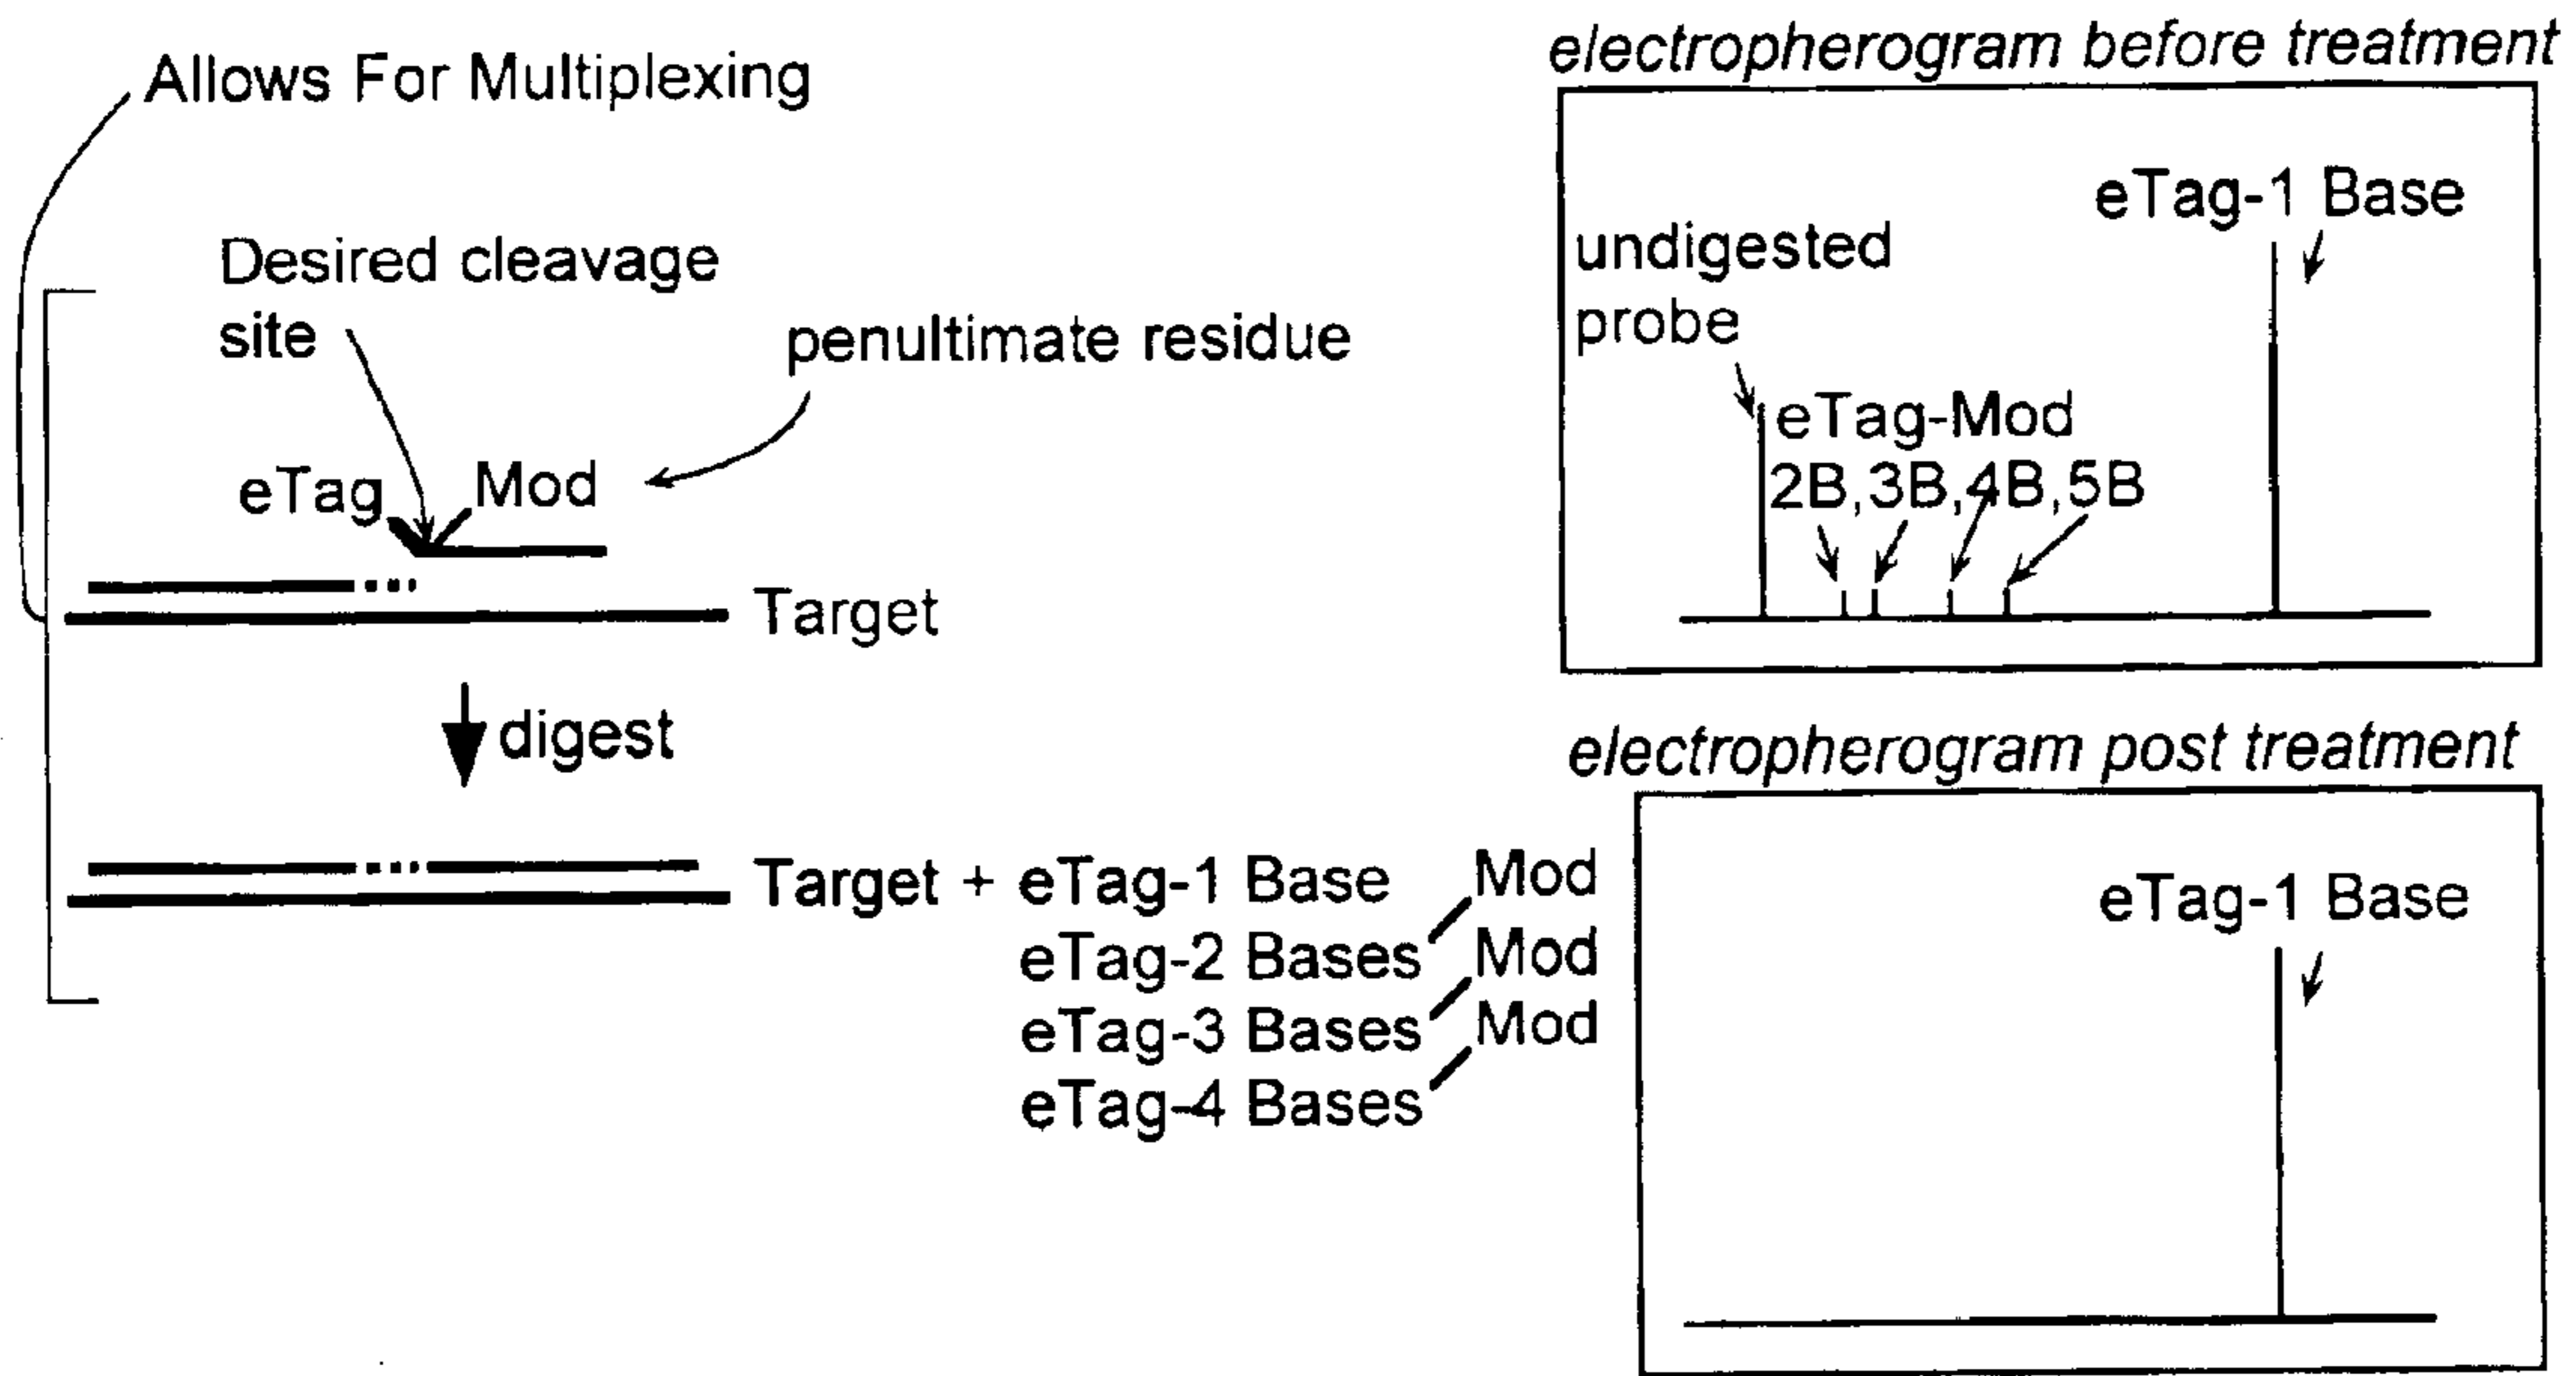 Allows For Multiplexing
Desired cleavage
site
penultimate residue
eTag
Mod
Target
digest
Target + eTag-1 Base
Mod
eTag-2 Bases
Mod
eTag-3 Bases
Mod
eTag-4 Bases
electropherogram before treatment
undigested
probe
eTag-1 Base
eTag-Mod
2B,3B,4B,5B
electropherogram post treatment
eTag-1 Base